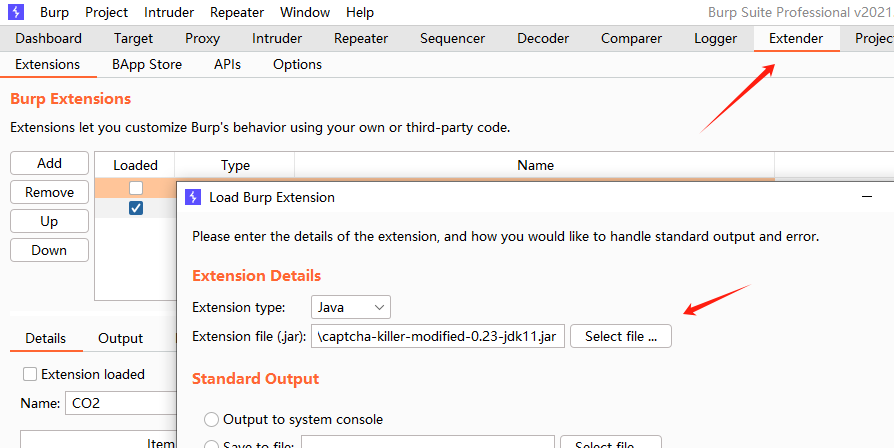 Burp Project Intruder Repeater Window Help Burp Suite Professional v2021
Dashboard Target Proxy Intruder Repeater Sequencer Decoder Comparer Logger Extender Project
Extensions BApp Store APIs Options
Burp Extensions
Extensions let you customize Burp's behavior using your own or third-party code.
Add Loaded Type Name
Remove
Up
Down
Load Burp Extension
Please enter the details of the extension, and how you would like to handle standard output and error.
Extension Details
Extension type: Java
Extension file (.jar): \captcha-killer-modified-0.23-jdk11.jar Select file ...
Details Output
Extension loaded
Name: CO2
Item
Standard Output
Output to system console
Save to file: Select file ...